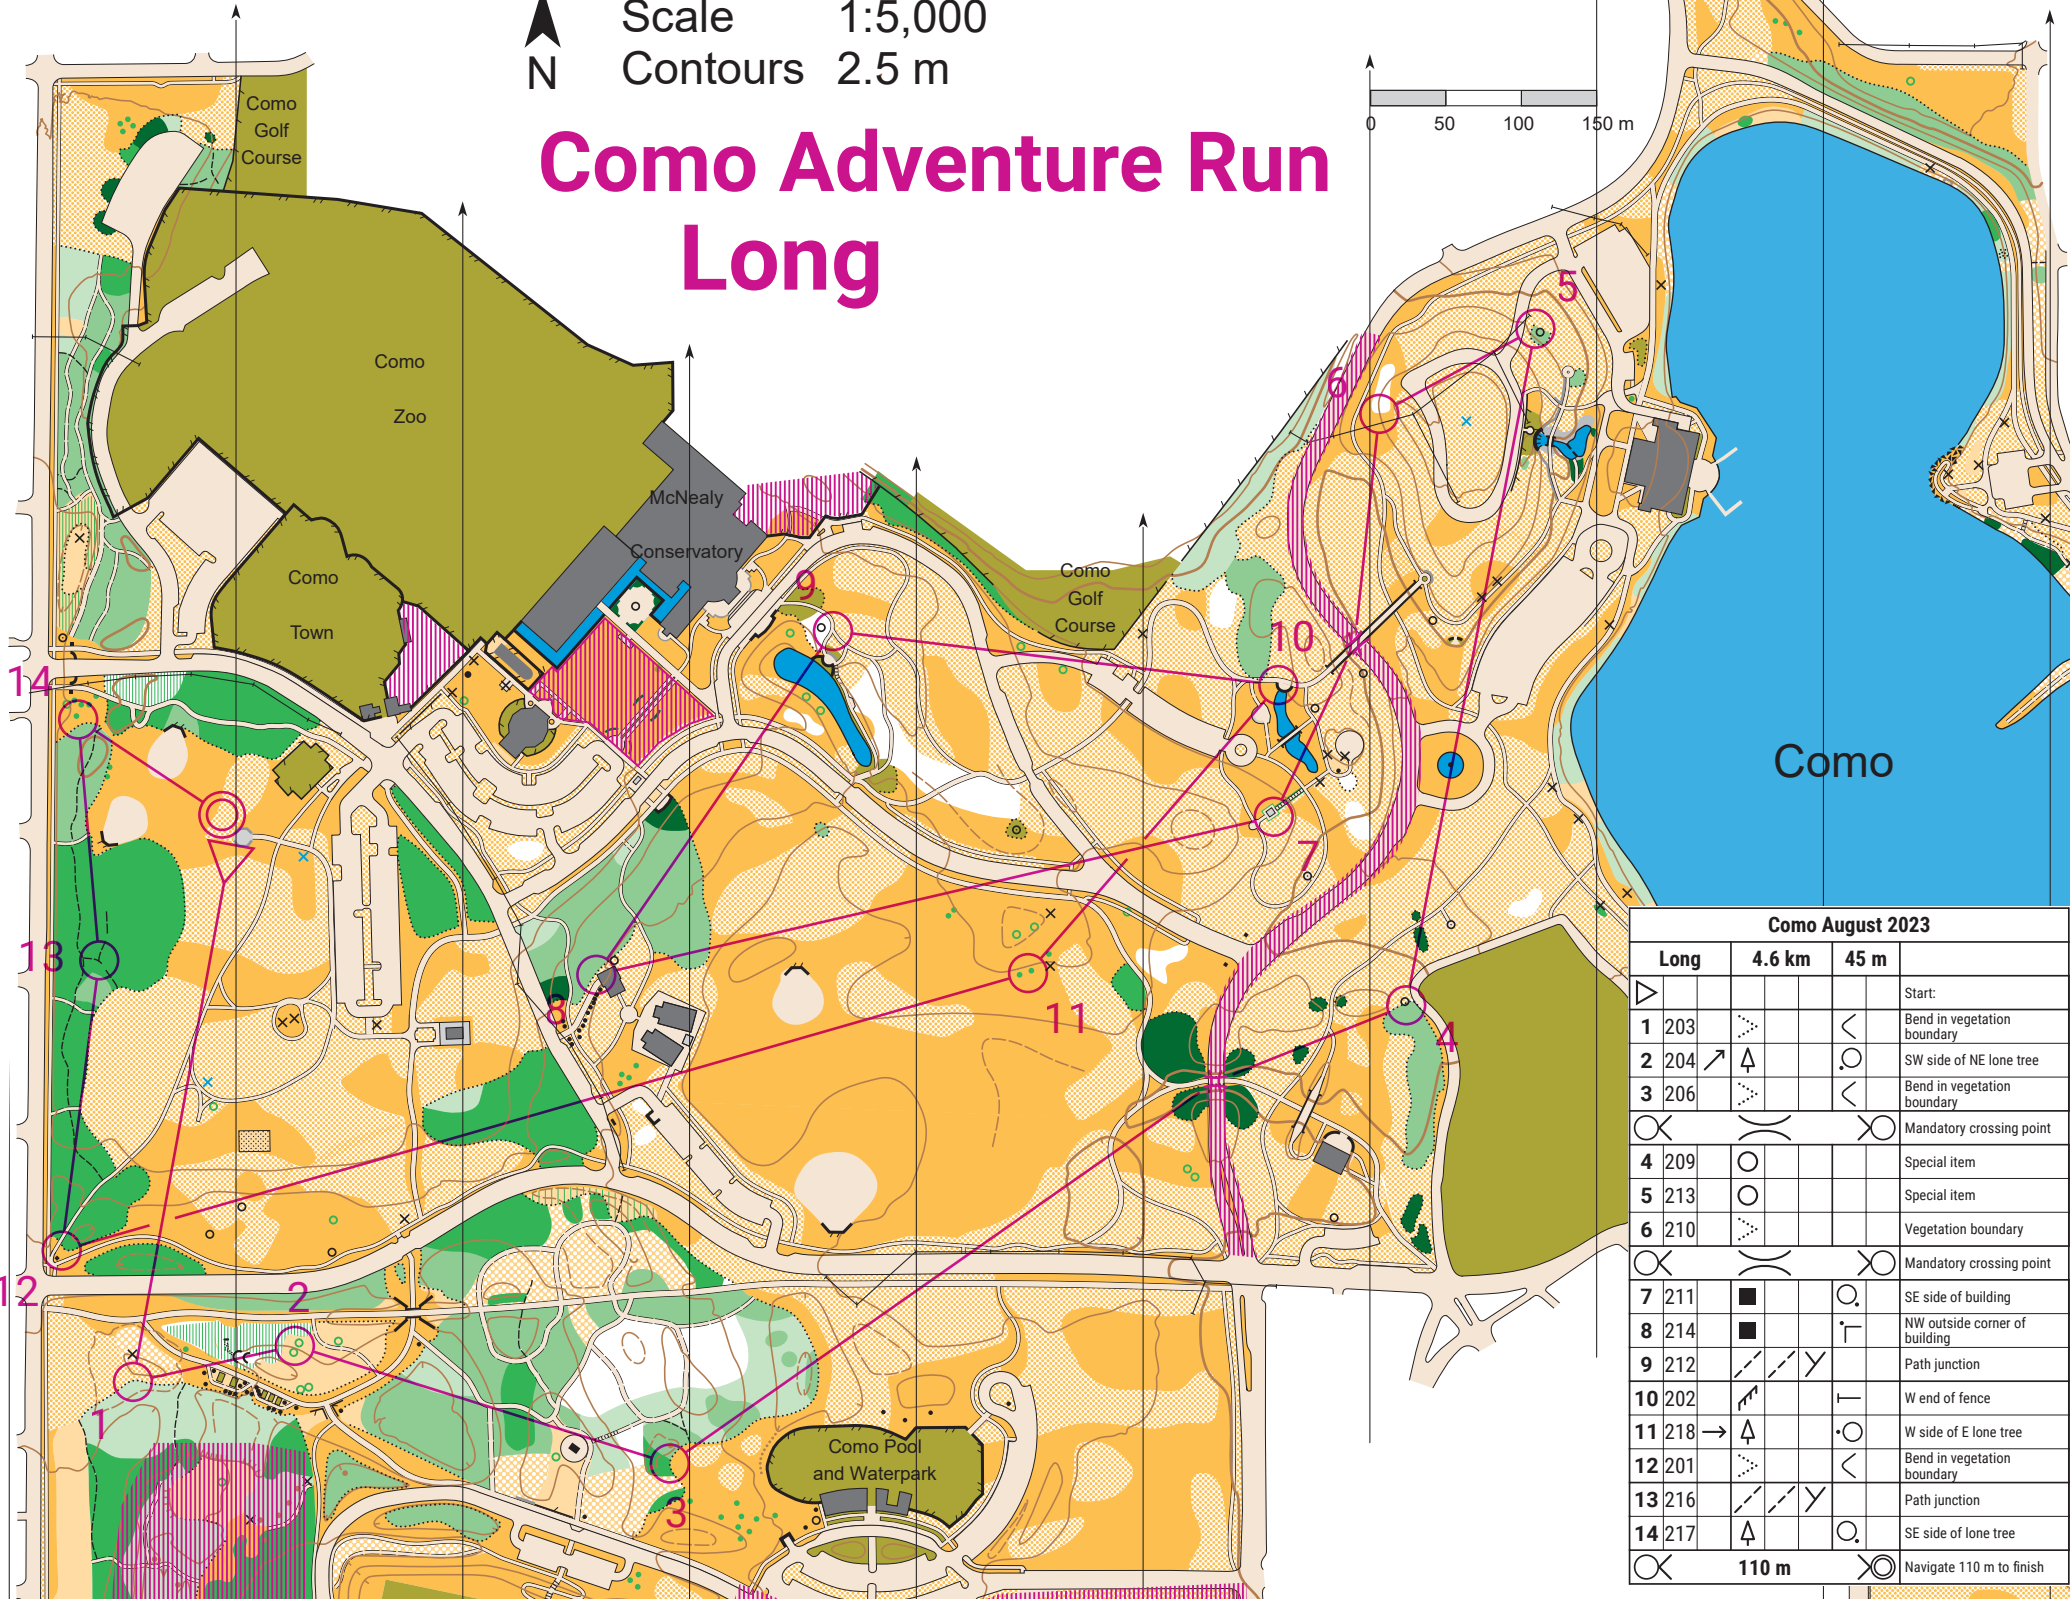 Scale 1:5,000
N Contours 2.5 m
Como Adventure Run
Long
0 50 100 150 m
Como
Golf
Course
Como
Zoo
McNealy
Conservatory
Como
Town
Como
Golf
Course
Como
Como Pool
and Waterpark
5
6
9
10
14
7
13
8
11
4
12
2
1
3
Como August 2023
Long 4.6 km 45 m
Start:
1 203 Bend in vegetation
boundary
2 204 SW side of NE lone tree
3 206 Bend in vegetation
boundary
Mandatory crossing point
4 209 Special item
5 213 Special item
6 210 Vegetation boundary
Mandatory crossing point
7 211 SE side of building
8 214 NW outside corner of
building
9 212 Path junction
10 202 W end of fence
11 218 W side of E lone tree
12 201 Bend in vegetation
boundary
13 216 Path junction
14 217 SE side of lone tree
110 m Navigate 110 m to finish